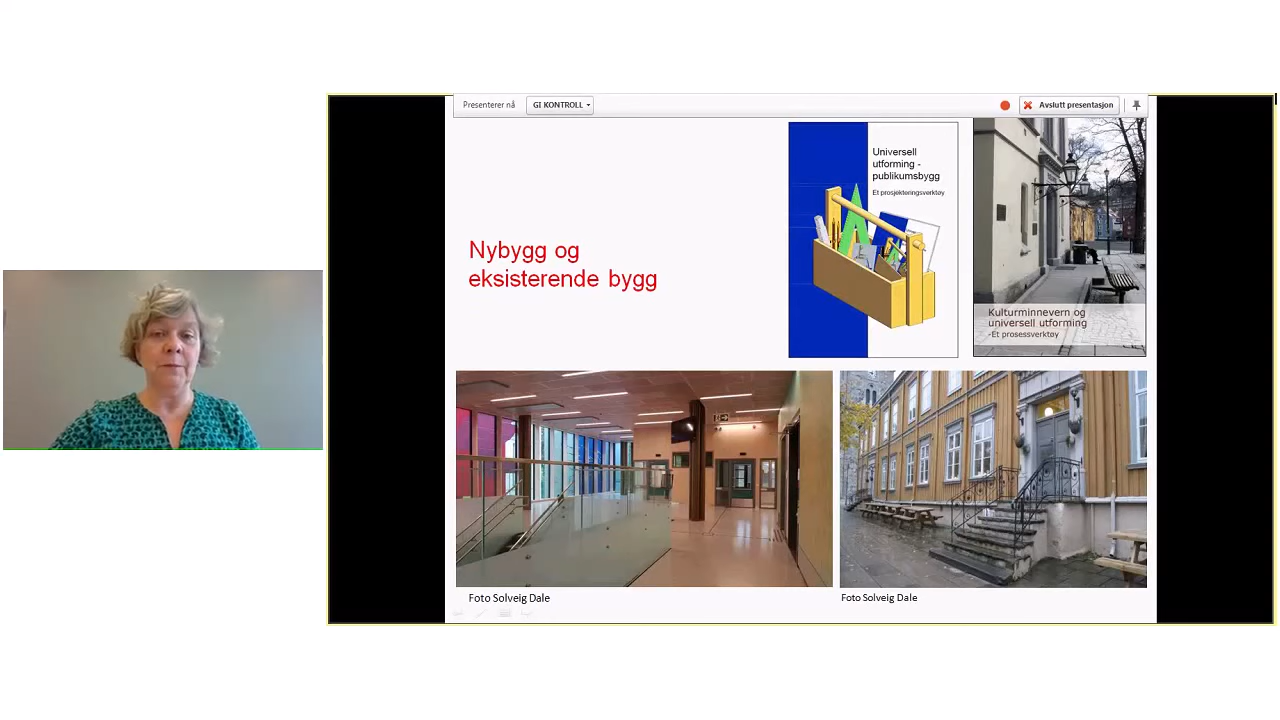 Presenterer nå
GI KONTROLL
Avslutt presentasjon
Universell
utforming -
publikumsbygg
Et prosjekteringsverktøy
Nybygg og
eksisterende bygg
Kulturminnevern og
universell utforming
-Et prosessverktøy
Foto Solveig Dale
Foto Solveig Dale